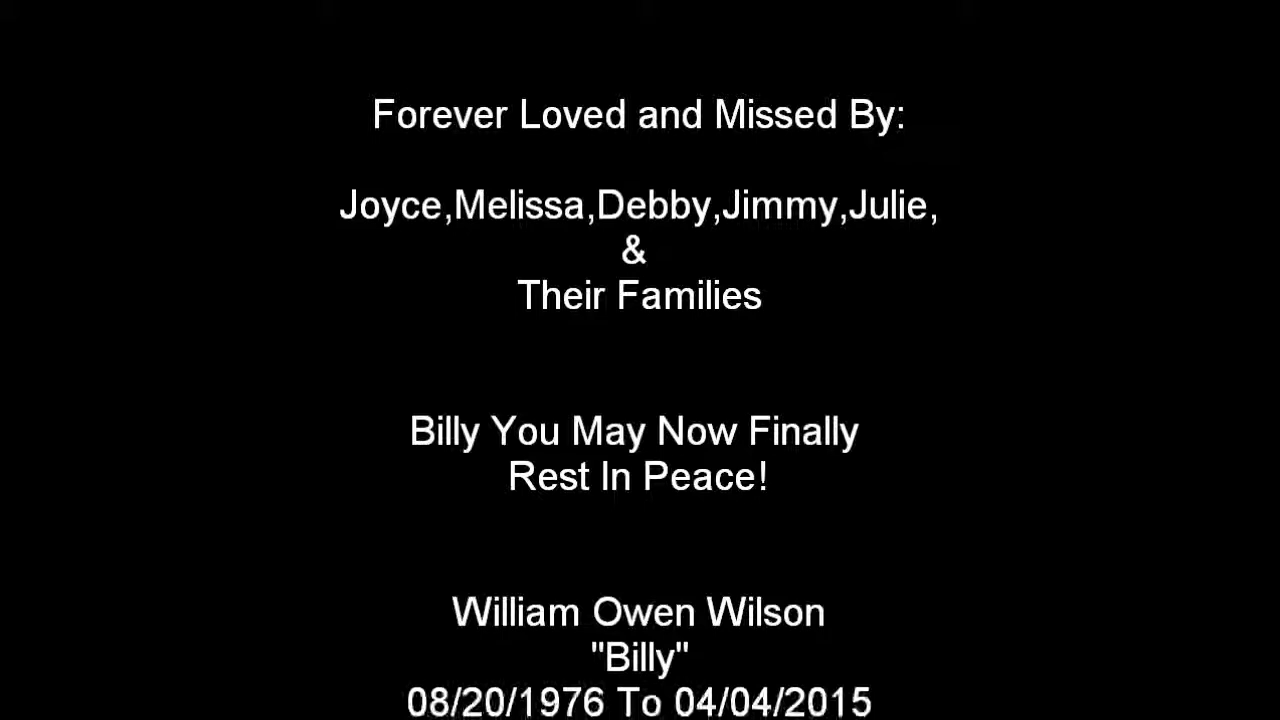 Forever Loved and Missed By:
Joyce,Melissa,Debby,Jimmy,Julie,
&
Their Families
Billy You May Now Finally
Rest In Peace!
William Owen Wilson
"Billy"
08/20/1976 To 04/04/2015